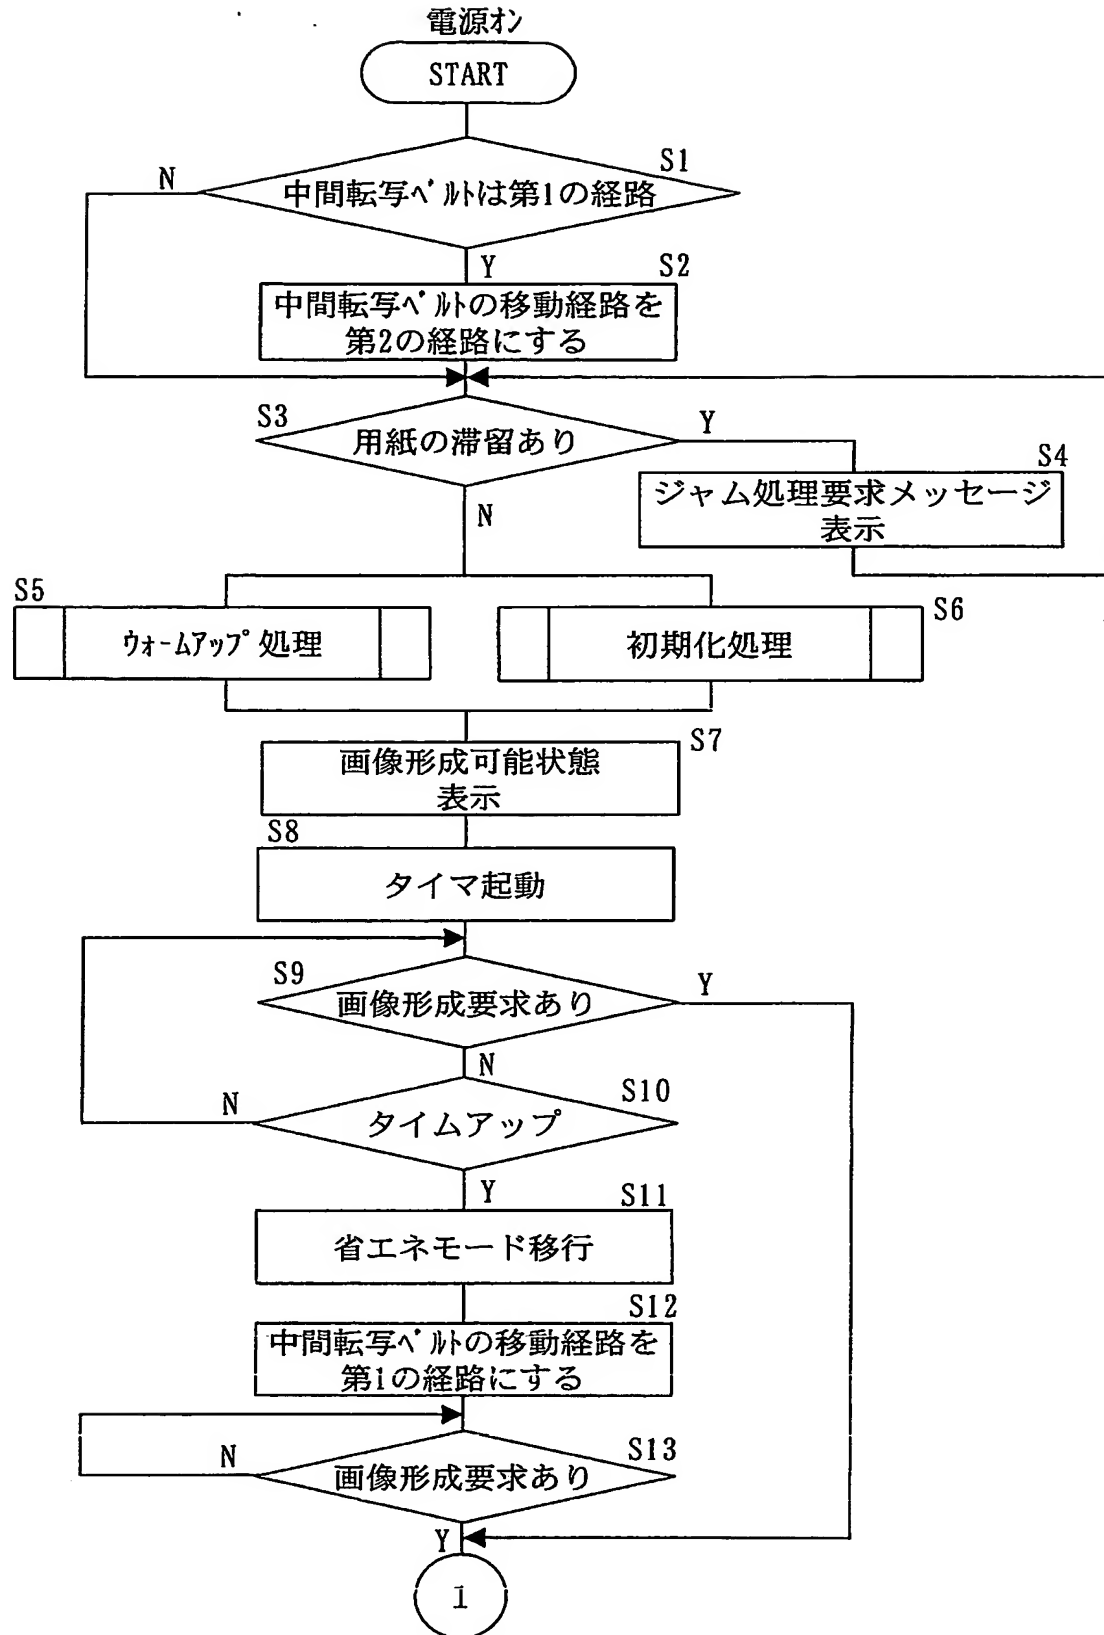 電源オン
START
S1
N
中間転写ベルトは第1の経路
Y
S2
中間転写ベルトの移動経路を
第2の経路にする
S3
用紙の滞留あり
Y
S4
ジャム処理要求メッセージ
表示
N
S5
ウォームアップ処理
S6
初期化処理
S7
画像形成可能状態
表示
S8
タイマ起動
S9
画像形成要求あり
Y
N
S10
N
タイムアップ
Y
S11
省エネモード移行
S12
中間転写ベルトの移動経路を
第1の経路にする
S13
N
画像形成要求あり
Y
1